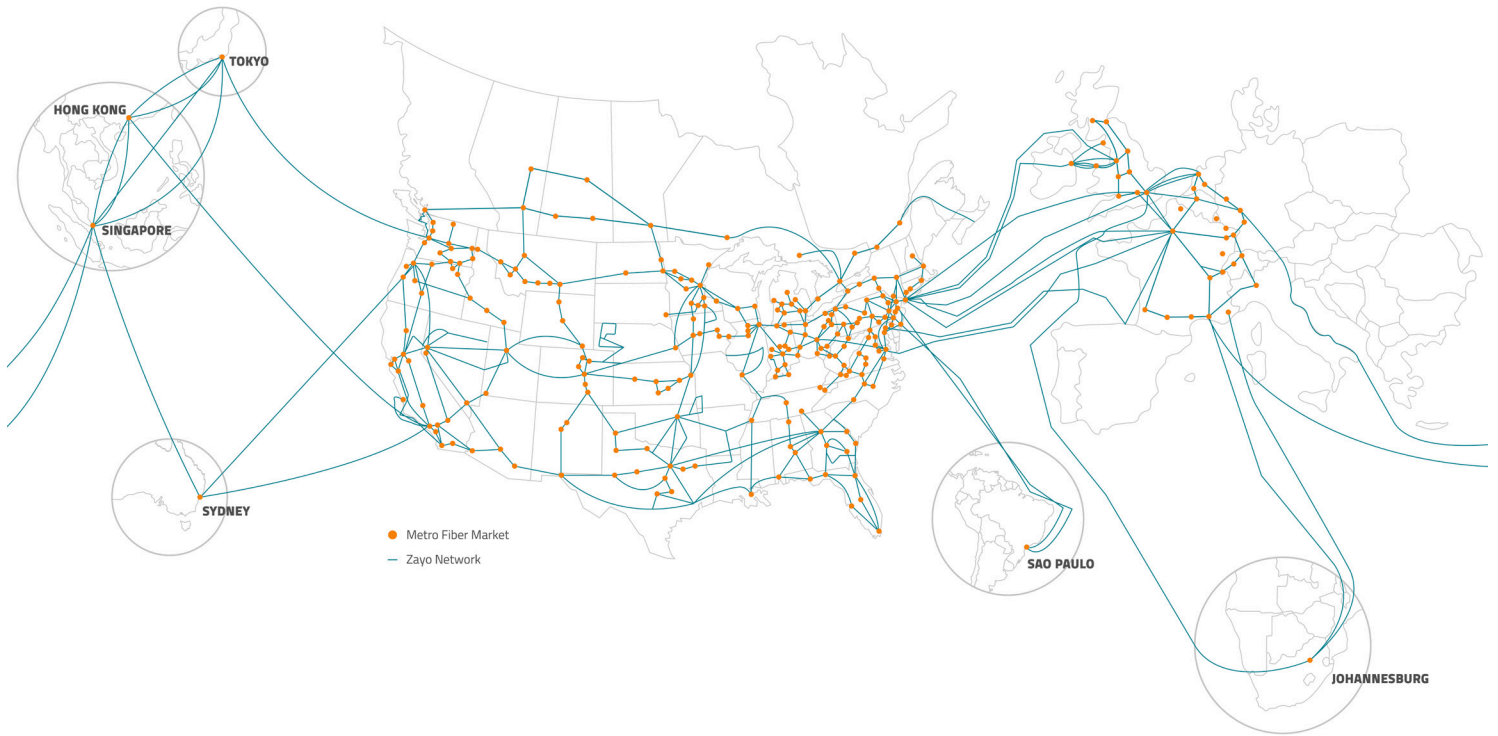 TOKYO
HONG KONG
SINGAPORE
SYDNEY
Metro Fiber Market
Zayo Network
SAO PAULO
JOHANNESBURG